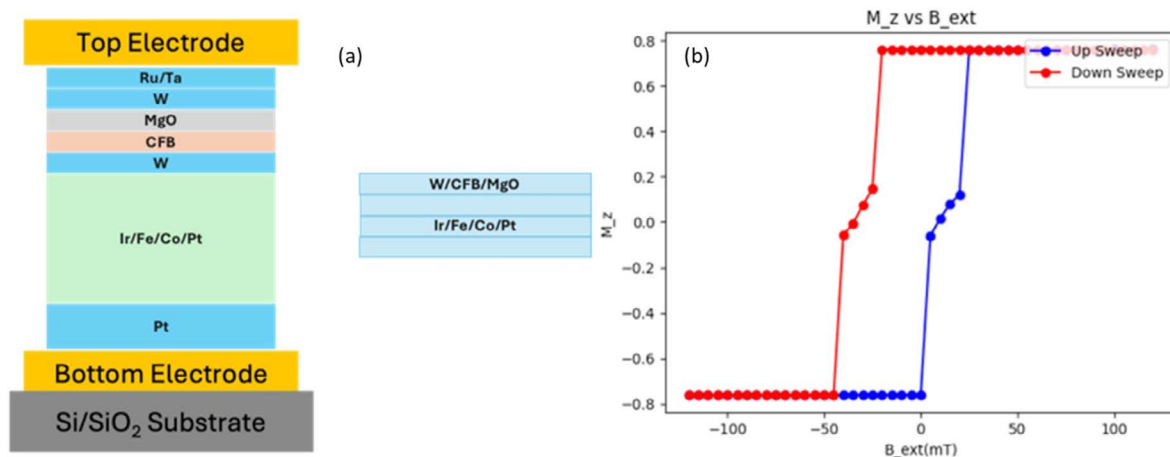 Top Electrode
Ru/Ta
W
MgO
CFB
W
Ir/Fe/Co/Pt
Pt
Bottom Electrode
Si/SiO₂ Substrate
(a)
W/CFB/MgO
Ir/Fe/Co/Pt
M_z vs B_ext
(b)
Up Sweep
Down Sweep
M_z
0.8
0.6
0.4
0.2
0.0
−0.2
−0.4
−0.6
−0.8
−100 −50 0 50 100
B_ext(mT)